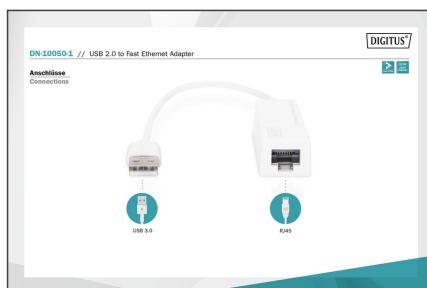 DIGITUS®
DN-10050-1 // USB 2.0 to Fast Ethernet Adapter
Anschlüsse
Connections
USB 3.0
RJ45